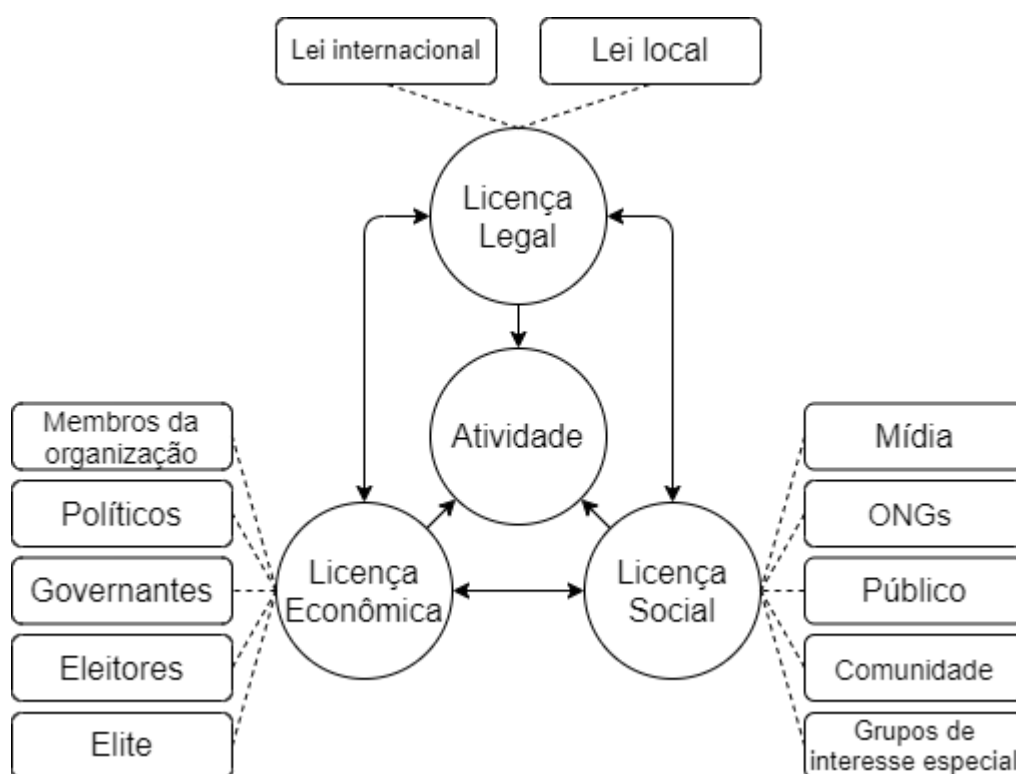 Lei internacional
Lei local
Licença
Legal
Atividade
Membros da
organização
Políticos
Governantes
Eleitores
Elite
Licença
Econômica
Licença
Social
Mídia
ONGs
Público
Comunidade
Grupos de
interesse especial